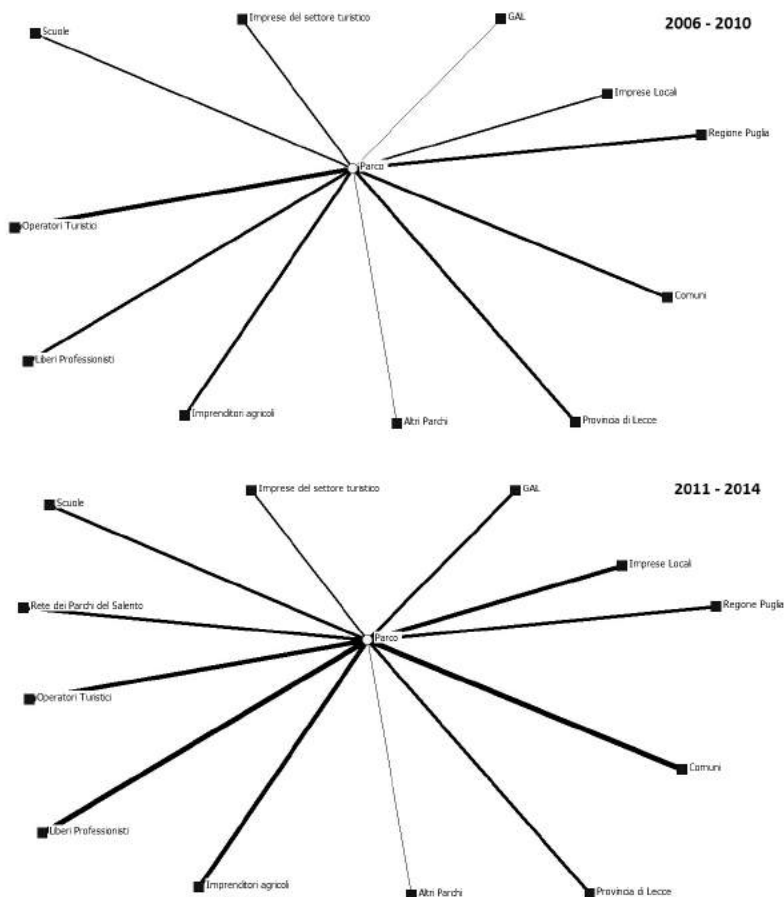 Imprese del settore turistico
GAL
2006 - 2010
Scuole
Imprese Locali
Regione Puglia
Parco
Operatori Turistici
Comuni
Liberi Professionisti
Imprenditori agricoli
Altri Parchi
Provincia di Lecce
Imprese del settore turistico
GAL
2011 - 2014
Scuole
Imprese Locali
Rete dei Parchi del Salento
Regone Puglia
Parco
Operatori Turistici
Comuni
Liberi Professionisti
Imprenditori agricoli
Altri Parchi
Provincia di Lecce